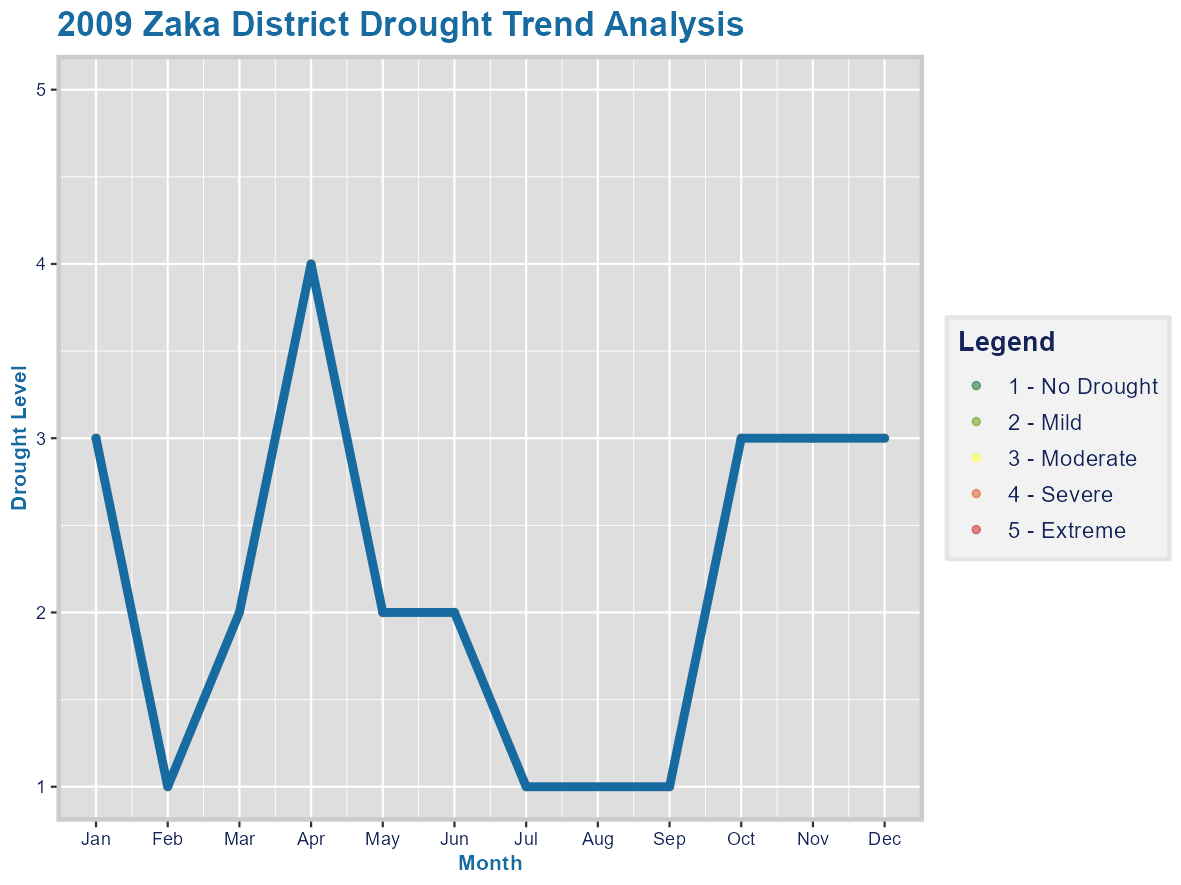 2009 Zaka District Drought Trend Analysis
5
4
3
2
1
Drought Level
Jan Feb Mar Apr May Jun Jul Aug Sep Oct Nov Dec
Month
Legend
1 - No Drought
2 - Mild
3 - Moderate
4 - Severe
5 - Extreme